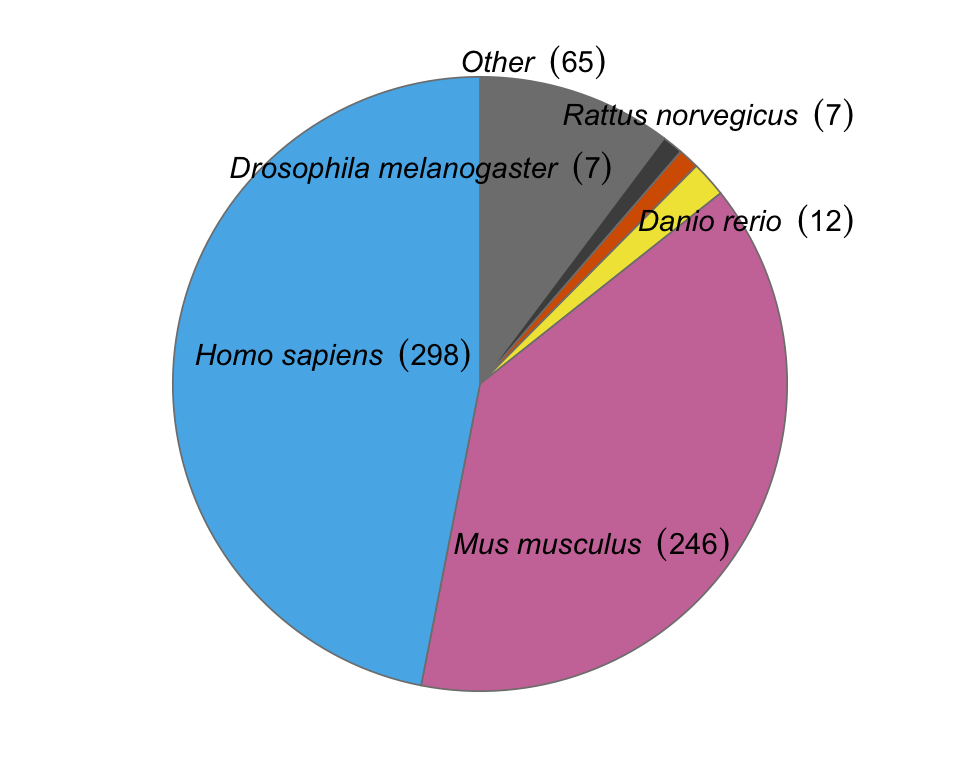 Other (65)
Rattus norvegicus (7)
Drosophila melanogaster (7)
Danio rerio (12)
Homo sapiens (298)
Mus musculus (246)